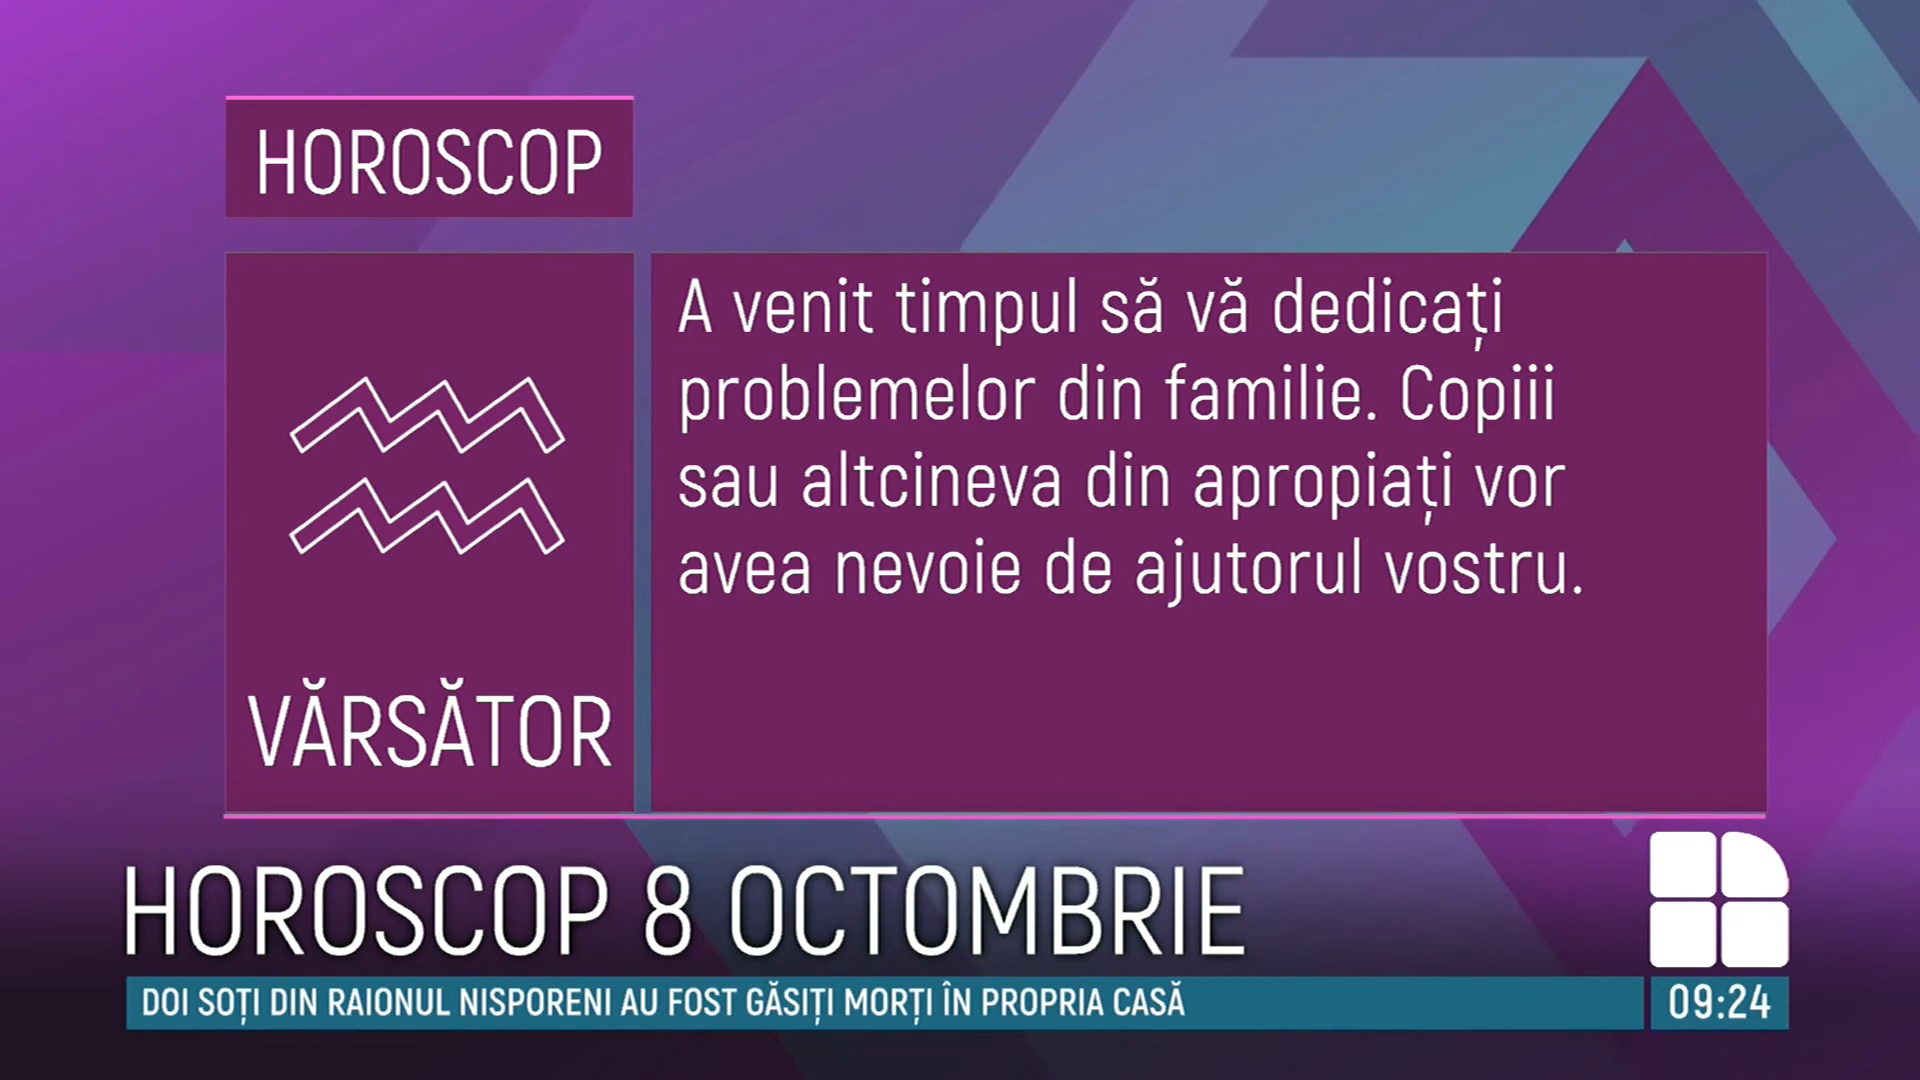 HOROSCOP
VĂRSĂTOR
A venit timpul să vă dedicați
problemelor din familie. Copiii
sau altcineva din apropiați vor
avea nevoie de ajutorul vostru.
HOROSCOP 8 OCTOMBRIE
DOI SOȚI DIN RAIONUL NISPORENI AU FOST GĂSIȚI MORȚI ÎN PROPRIA CASĂ
09:24